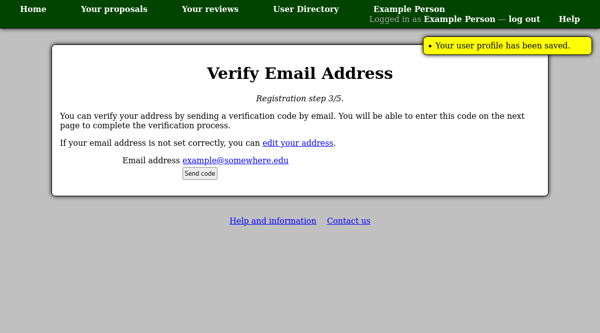 Home Your proposals Your reviews User Directory Example Person
Logged in as Example Person — log out Help
• Your user profile has been saved.
Verify Email Address
Registration step 3/5.
You can verify your address by sending a verification code by email. You will be able to enter this code on the next
page to complete the verification process.
If your email address is not set correctly, you can edit your address.
Email address example@somewhere.edu
Send code
Help and information Contact us